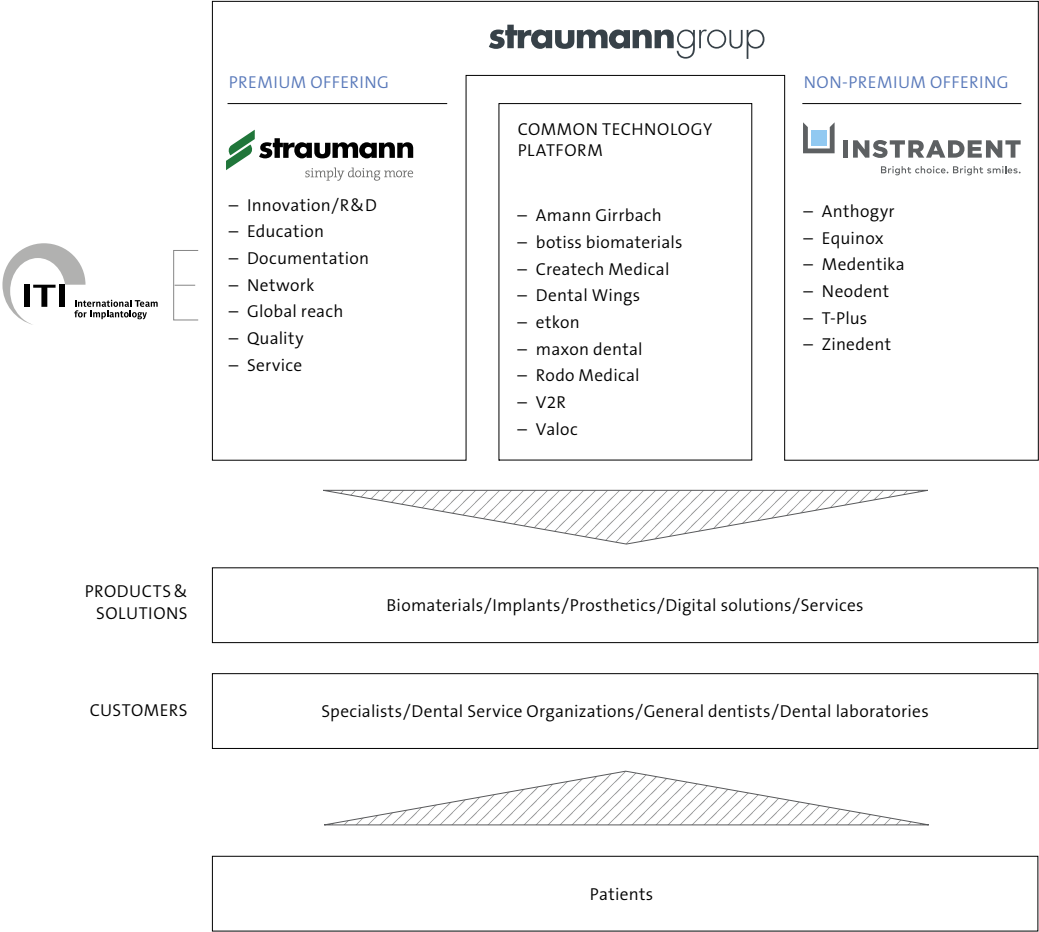 straumanngroup
PREMIUM OFFERING
straumann
simply doing more
– Innovation/R&D
– Education
– Documentation
– Network
– Global reach
– Quality
– Service
ITI International Team
for Implantology
COMMON TECHNOLOGY
PLATFORM
– Amann Girrbach
– botiss biomaterials
– Createch Medical
– Dental Wings
– etkon
– maxon dental
– Rodo Medical
– V2R
– Valoc
NON-PREMIUM OFFERING
INSTRADENT
Bright choice. Bright smiles.
– Anthogyr
– Equinox
– Medentika
– Neodent
– T-Plus
– Zinedent
PRODUCTS &
SOLUTIONS
Biomaterials/Implants/Prosthetics/Digital solutions/Services
CUSTOMERS
Specialists/Dental Service Organizations/General dentists/Dental laboratories
Patients